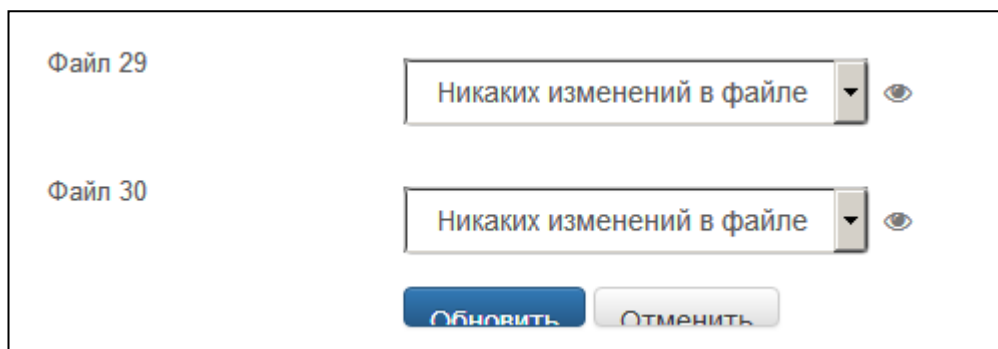 Файл 29
Никаких изменений в файле
Файл 30
Никаких изменений в файле
Обновить Отменить